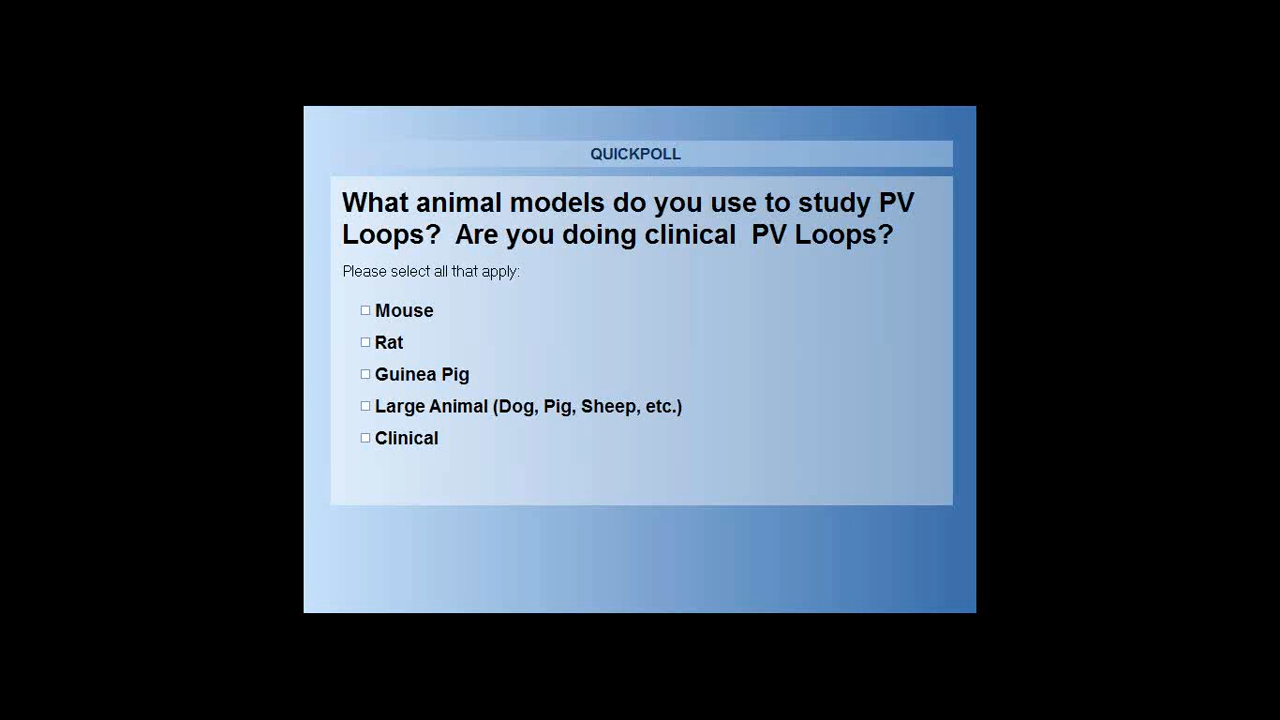 QUICKPOLL
What animal models do you use to study PV
Loops?  Are you doing clinical  PV Loops?
Please select all that apply:
Mouse
Rat
Guinea Pig
Large Animal (Dog, Pig, Sheep, etc.)
Clinical